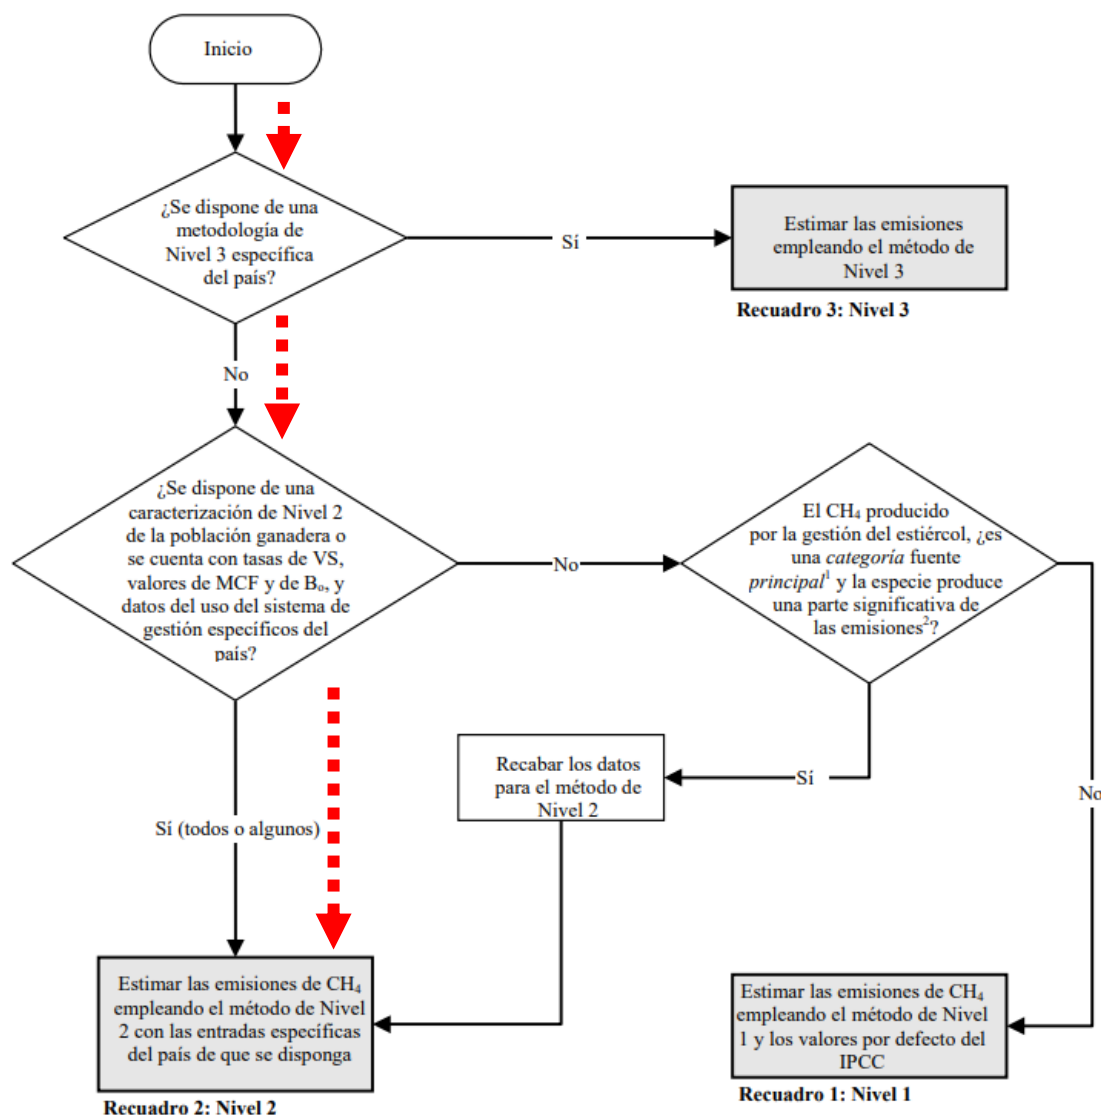 Inicio
¿Se dispone de una
metodología de
Nivel 3 específica
del país?
Sí
Estimar las emisiones
empleando el método de
Nivel 3
Recuadro 3: Nivel 3
No
¿Se dispone de una
caracterización de Nivel 2
de la población ganadera o
se cuenta con tasas de VS,
valores de MCF y de Bₒ, y
datos del uso del sistema de
gestión específicos del
país?
No
El CH₄ producido
por la gestión del estiércol, ¿es
una categoría fuente
principal¹ y la especie produce
una parte significativa de
las emisiones²?
Sí
No
Recabar los datos
para el método de
Nivel 2
Sí (todos o algunos)
Estimar las emisiones de CH₄
empleando el método de Nivel
2 con las entradas específicas
del país de que se disponga
Recuadro 2: Nivel 2
Estimar las emisiones de CH₄
empleando el método de Nivel
1 y los valores por defecto del
IPCC
Recuadro 1: Nivel 1